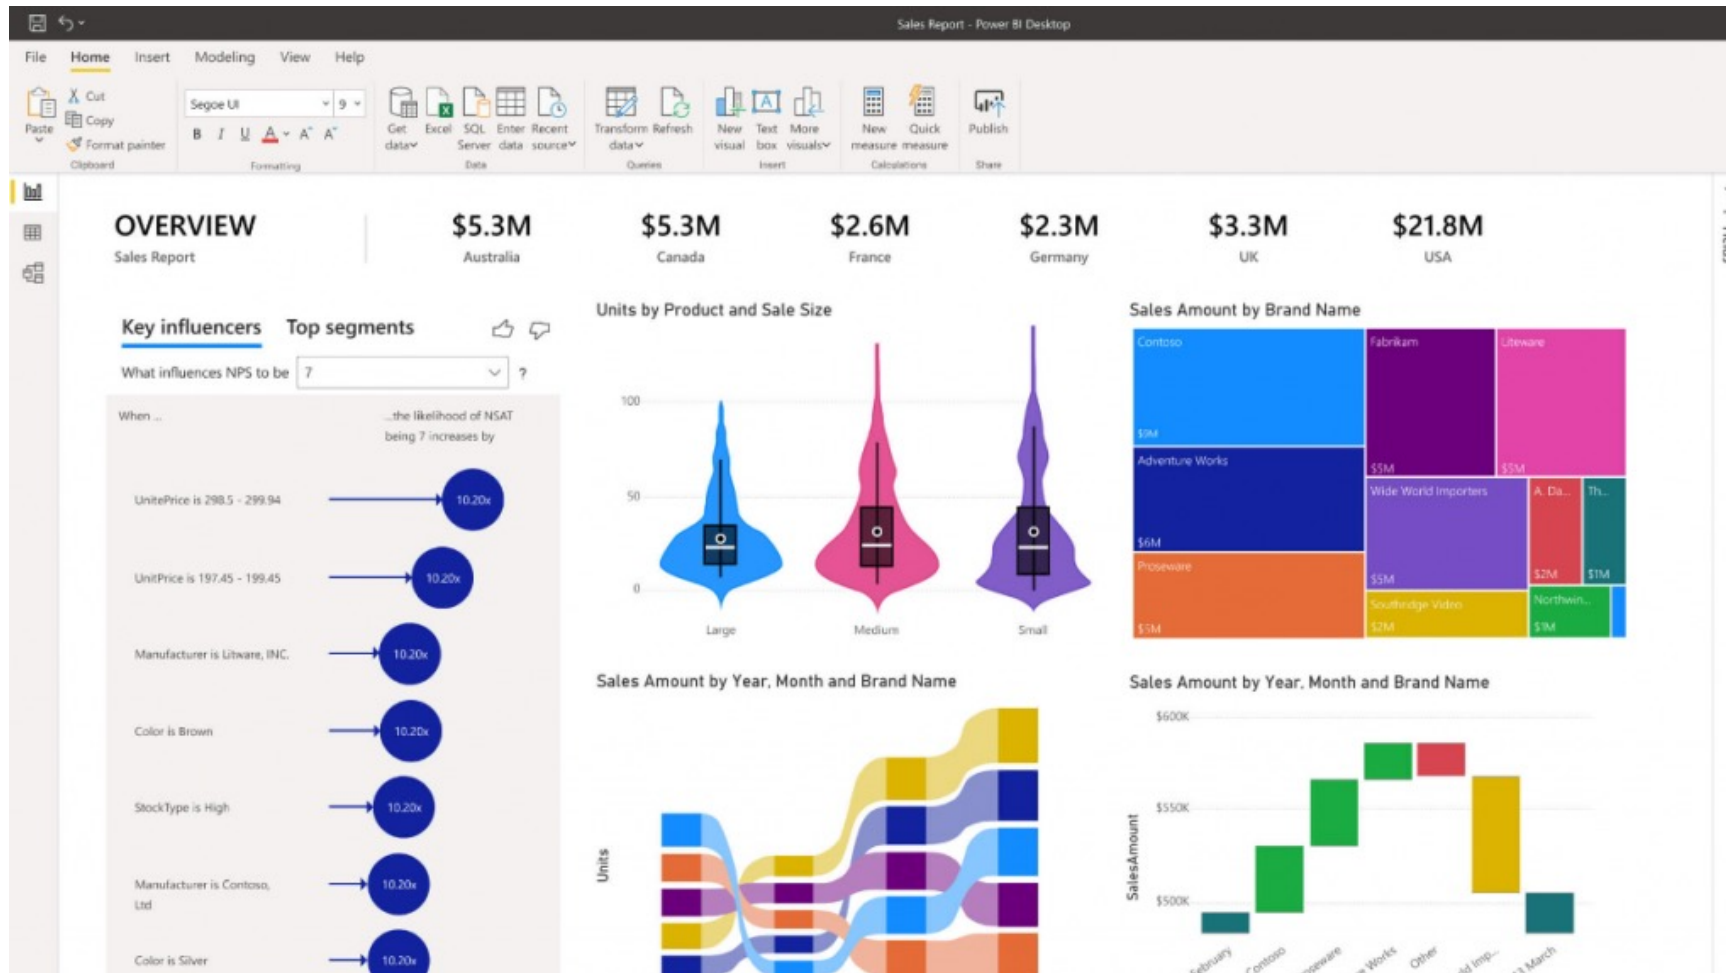 Sales Report - Power BI Desktop
File Home Insert Modeling View Help
Paste
Cut
Copy
Format painter
Clipboard
Segoe UI 9
B I U A A A
Formatting
Get data
Excel
SQL Server
Enter data
Recent source
Data
Transform data
Refresh
Queries
New visual
Text box
More visuals
Insert
New measure
Quick measure
Calculations
Publish
Share
OVERVIEW
Sales Report
$5.3M
Australia
$5.3M
Canada
$2.6M
France
$2.3M
Germany
$3.3M
UK
$21.8M
USA
Key influencers Top segments
What influences NPS to be 7 ?
When ...
...the likelihood of NSAT
being 7 increases by
UnitePrice is 298.5 - 299.94 10.20x
UnitPrice is 197.45 - 199.45 10.20x
Manufacturer is Litware, INC. 10.20x
Color is Brown 10.20x
StockType is High 10.20x
Manufacturer is Contoso,
Ltd
10.20x
Color is Silver 10.20x
Units by Product and Sale Size
100
50
0
Large Medium Small
Sales Amount by Brand Name
Contoso
$9M
Adventure Works
$6M
Proseware
$5M
Fabrikam
$5M
Liteware
$5M
Wide World Importers
$5M
Southridge Video
$2M
A. Da...
$2M
Th...
$1M
Northwin...
$1M
Sales Amount by Year, Month and Brand Name
Units
Sales Amount by Year, Month and Brand Name
$600K
$550K
$500K
SalesAmount
Contoso
Works
Other
March